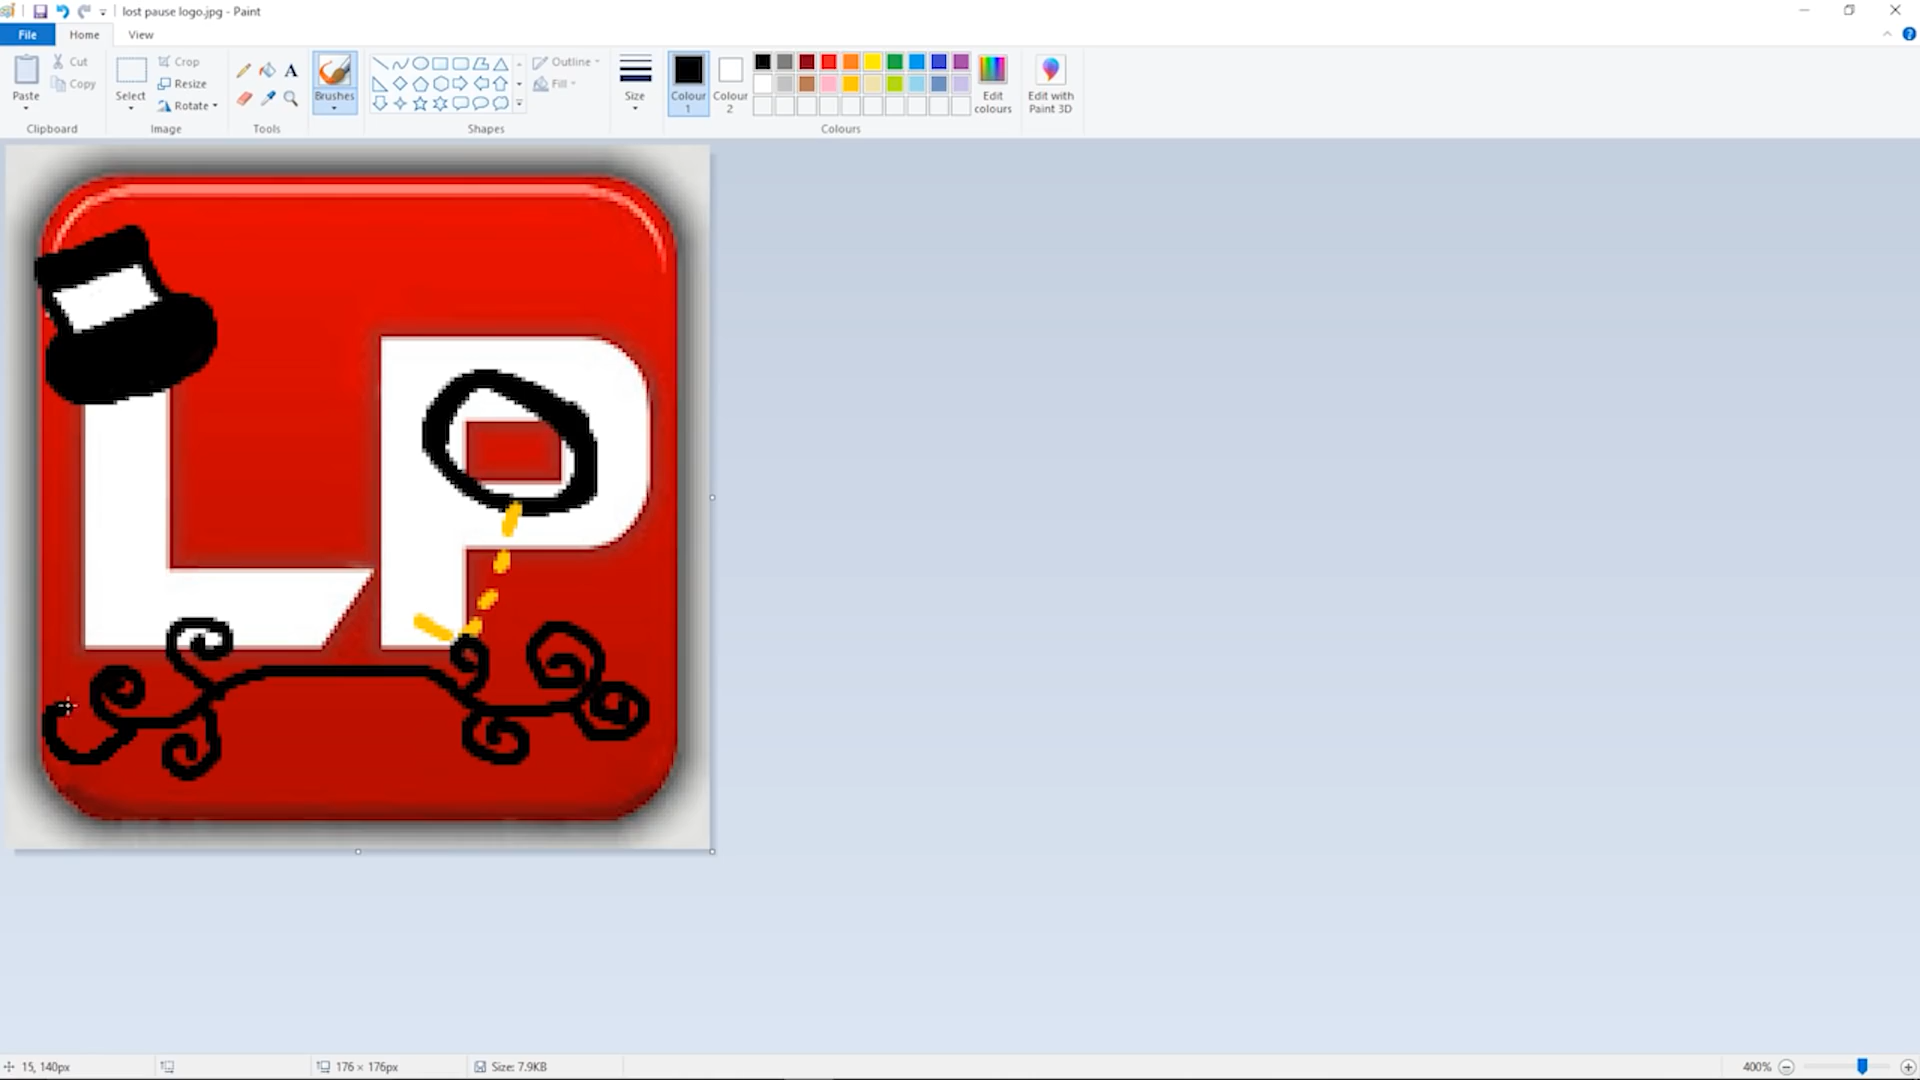 lost pause logo.jpg - Paint
File Home View
Paste Cut Copy Clipboard
Select Crop Resize Rotate Image
A Tools
Brushes
Outline Fill Shapes
Size
Colour 1 Colour 2 Edit colours Colours
Edit with Paint 3D
LP
15, 140px 176 × 176px Size: 7.9KB 400%